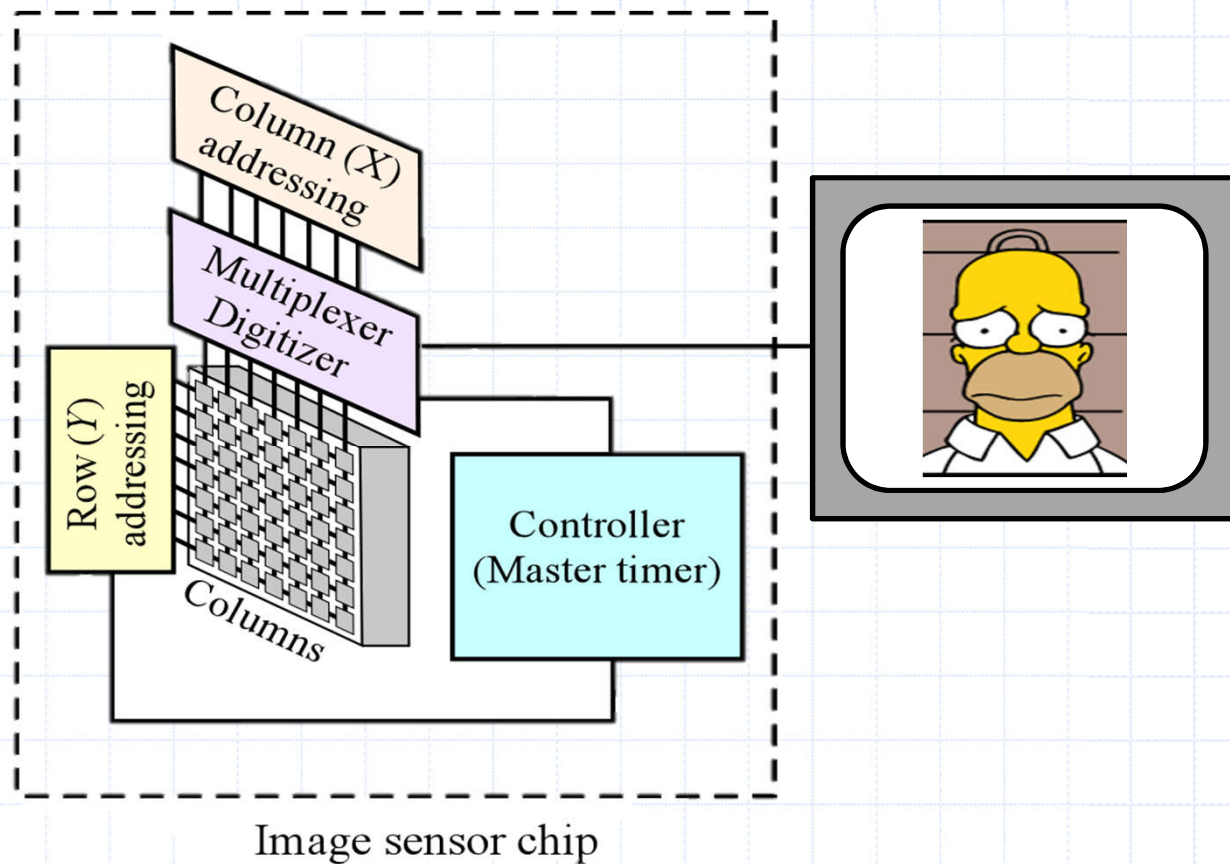 Column (X)
addressing
Multiplexer
Digitizer
Row (Y)
addressing
Columns
Controller
(Master timer)
Image sensor chip